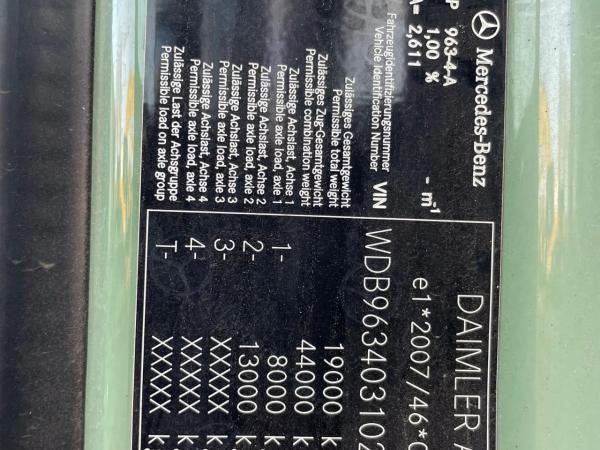 Mercedes-Benz
963-4-A
1,00 % - m⁻¹
A= 2,611
DAIMLER A
e1*2007/46*0
Fahrzeugidentifizierungsnummer
Vehicle Identification Number VIN WDB963403102
Zulässiges Gesamtgewicht
Permissible total weight 19000 k
Zulässiges Zug-Gesamtgewicht
Permissible combination weight 44000 k
Zulässige Achslast, Achse 1
Permissible axle load, axle 1 1- 8000 k
Zulässige Achslast, Achse 2
Permissible axle load, axle 2 2- 13000 k
Zulässige Achslast, Achse 3
Permissible axle load, axle 3 3- XXXXX k
Zulässige Achslast, Achse 4
Permissible axle load, axle 4 4- XXXXX k
Zulässige Last der Achsgruppe
Permissible load on axle group T- XXXXX k